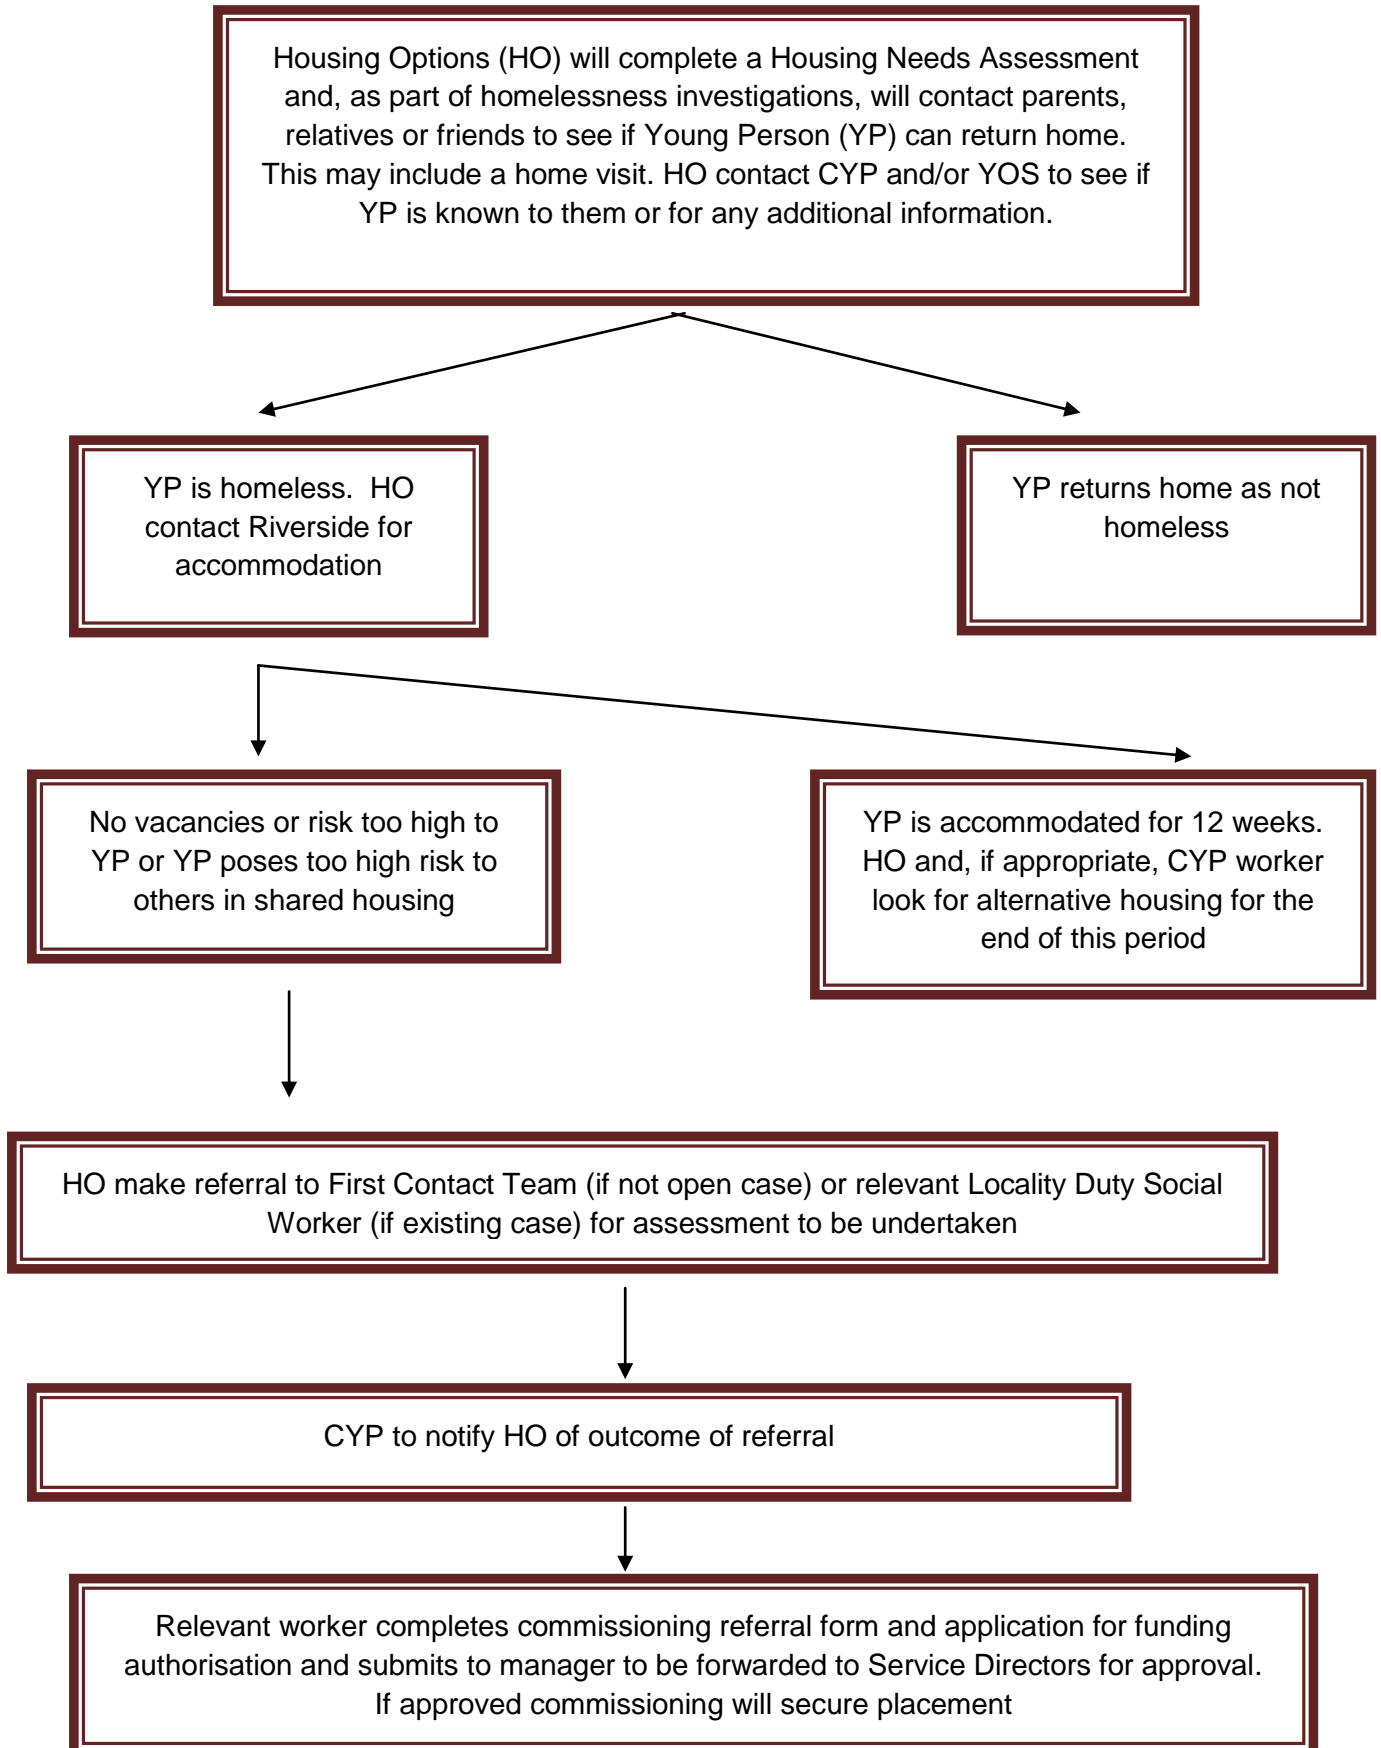 Housing Options (HO) will complete a Housing Needs Assessment
and, as part of homelessness investigations, will contact parents,
relatives or friends to see if Young Person (YP) can return home.
This may include a home visit. HO contact CYP and/or YOS to see if
YP is known to them or for any additional information.
YP is homeless.  HO
contact Riverside for
accommodation
YP returns home as not
homeless
No vacancies or risk too high to
YP or YP poses too high risk to
others in shared housing
YP is accommodated for 12 weeks.
HO and, if appropriate, CYP worker
look for alternative housing for the
end of this period
HO make referral to First Contact Team (if not open case) or relevant Locality Duty Social
Worker (if existing case) for assessment to be undertaken
CYP to notify HO of outcome of referral
Relevant worker completes commissioning referral form and application for funding
authorisation and submits to manager to be forwarded to Service Directors for approval.
If approved commissioning will secure placement